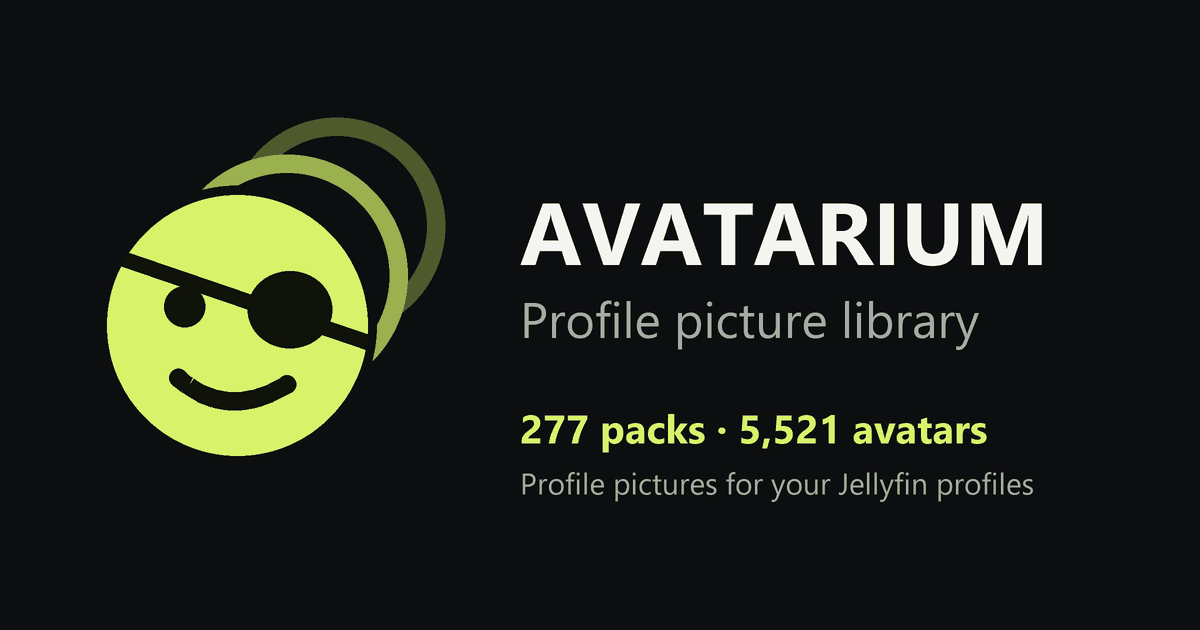 AVATARIUM
Profile picture library
277 packs · 5,521 avatars
Profile pictures for your Jellyfin profiles